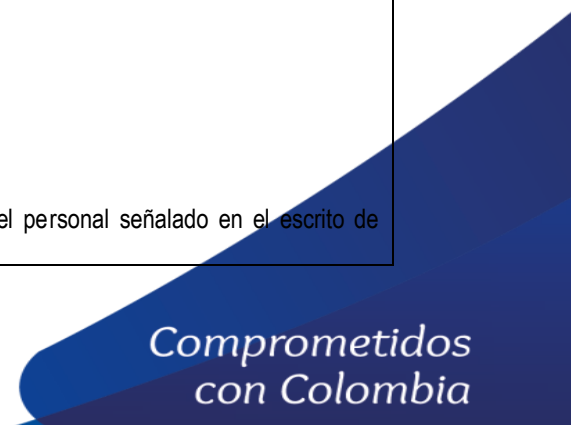 el personal señalado en el escrito de
Comprometidos
con Colombia